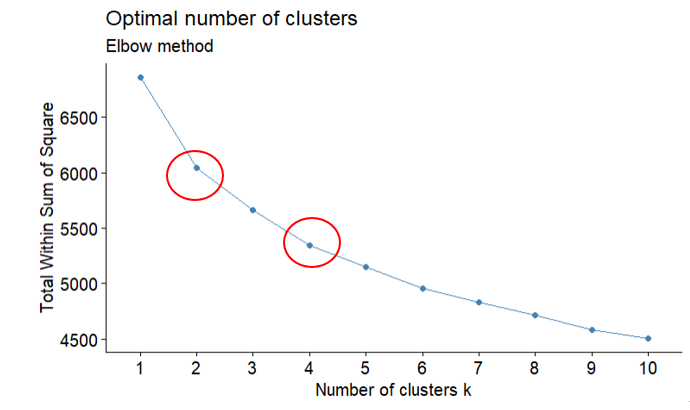 Optimal number of clusters
Elbow method
Total Within Sum of Square
6500
6000
5500
5000
4500
1 2 3 4 5 6 7 8 9 10
Number of clusters k